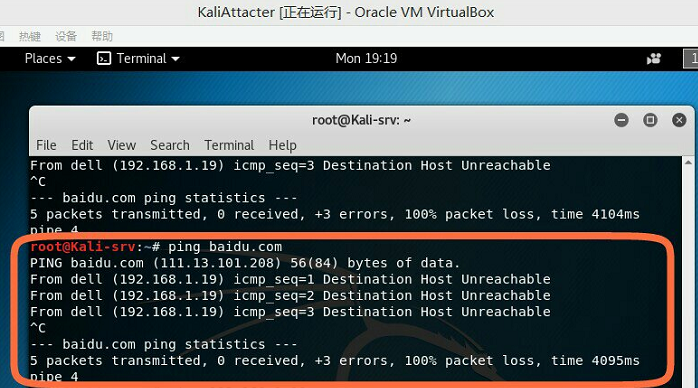 KaliAttacter [正在运行] - Oracle VM VirtualBox
热键 设备 帮助
Places Terminal Mon 19:19 1
root@Kali-srv: ~
File Edit View Search Terminal Help
From dell (192.168.1.19) icmp_seq=3 Destination Host Unreachable
^C
--- baidu.com ping statistics ---
5 packets transmitted, 0 received, +3 errors, 100% packet loss, time 4104ms
pipe 4
root@Kali-srv:~# ping baidu.com
PING baidu.com (111.13.101.208) 56(84) bytes of data.
From dell (192.168.1.19) icmp_seq=1 Destination Host Unreachable
From dell (192.168.1.19) icmp_seq=2 Destination Host Unreachable
From dell (192.168.1.19) icmp_seq=3 Destination Host Unreachable
^C
--- baidu.com ping statistics ---
5 packets transmitted, 0 received, +3 errors, 100% packet loss, time 4095ms
pipe 4